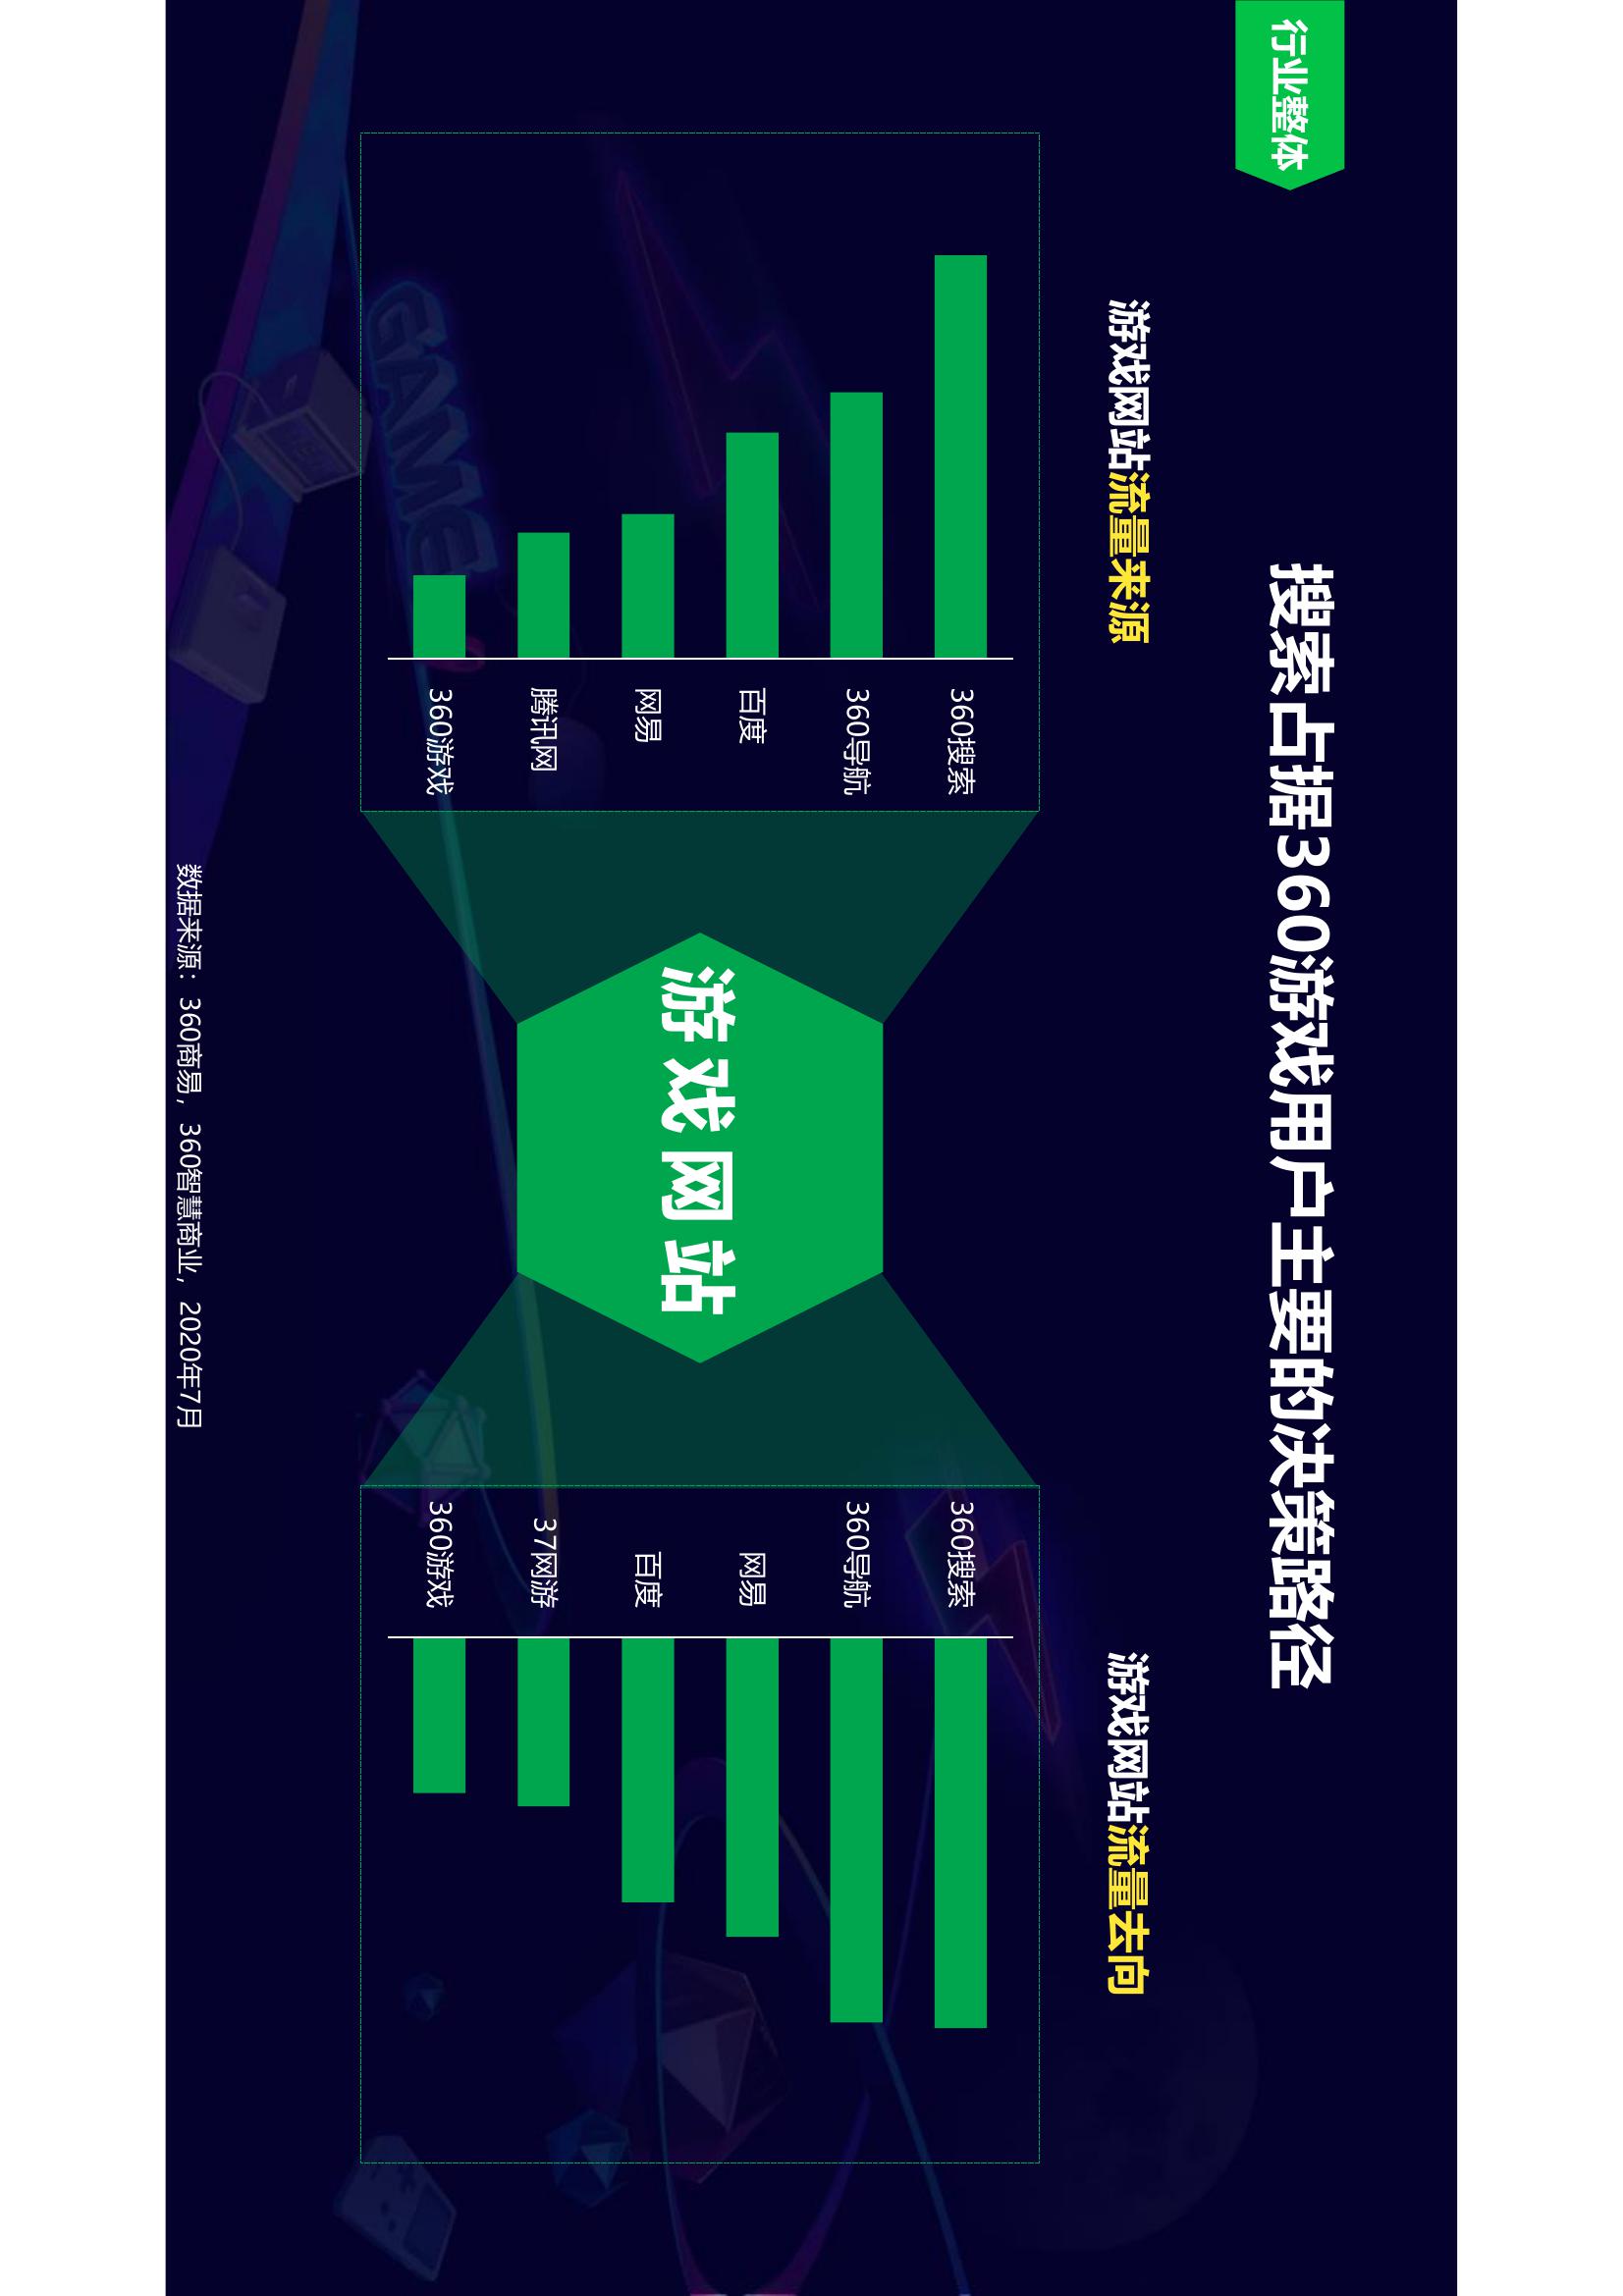 行业整体
搜索占据360游戏用户主要的决策路径
游戏网站流量来源
360搜索
360导航
百度
网易
腾讯网
360游戏
游戏网站
游戏网站流量去向
360搜索
360导航
网易
百度
37网游
360游戏
GAME
数据来源：360商易，360智慧商业，2020年7月